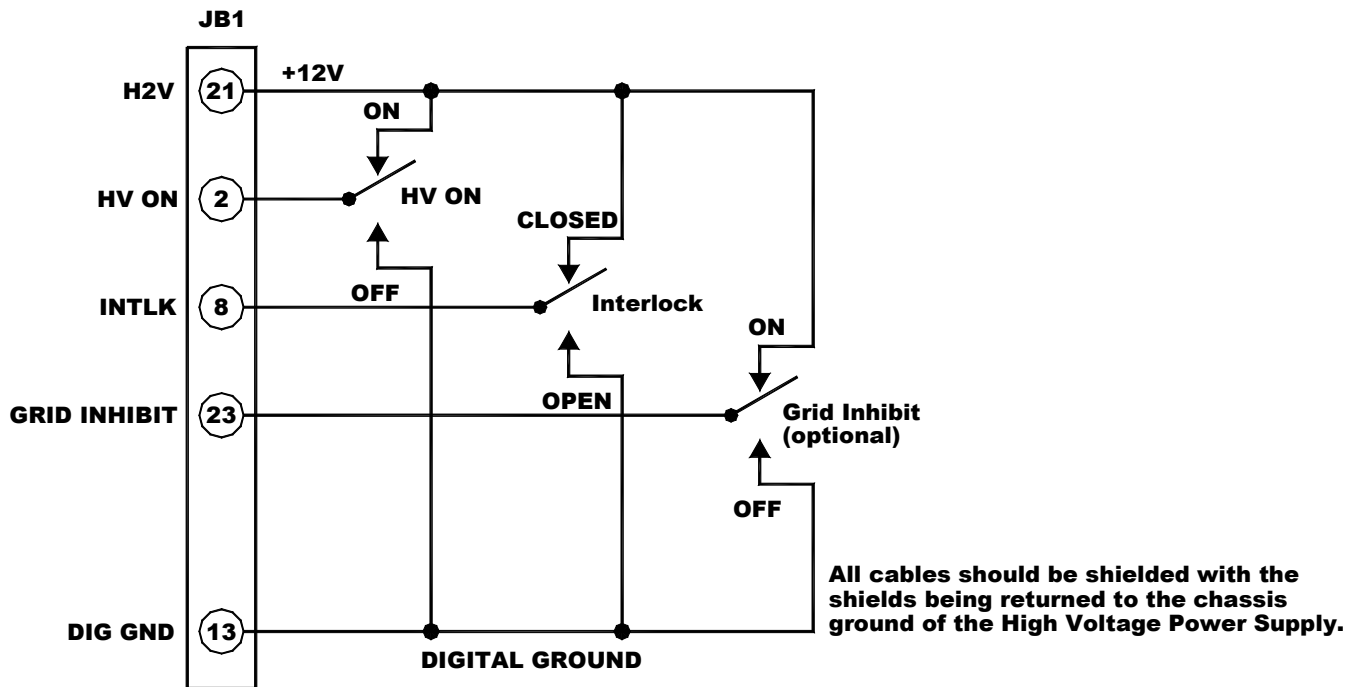 JB1
H2V 21 +12V
ON
HV ON 2 HV ON
CLOSED
OFF
INTLK 8 Interlock
ON
OPEN
GRID INHIBIT 23 Grid Inhibit
(optional)
OFF
All cables should be shielded with the
shields being returned to the chassis
ground of the High Voltage Power Supply.
DIG GND 13
DIGITAL GROUND